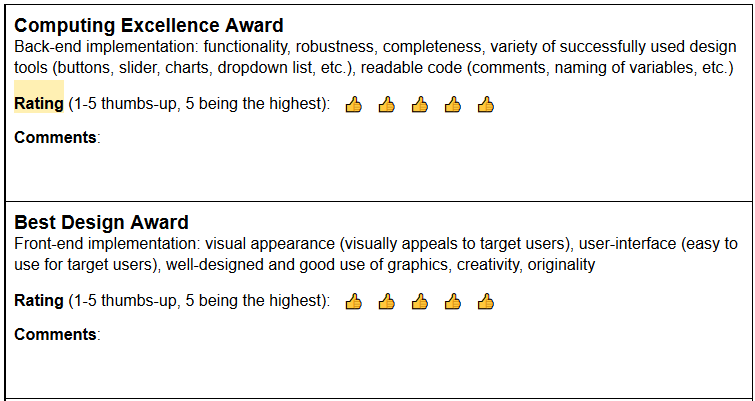 Computing Excellence Award
Back-end implementation: functionality, robustness, completeness, variety of successfully used design
tools (buttons, slider, charts, dropdown list, etc.), readable code (comments, naming of variables, etc.)
Rating (1-5 thumbs-up, 5 being the highest): 👍 👍 👍 👍 👍
Comments:
Best Design Award
Front-end implementation: visual appearance (visually appeals to target users), user-interface (easy to
use for target users), well-designed and good use of graphics, creativity, originality
Rating (1-5 thumbs-up, 5 being the highest): 👍 👍 👍 👍 👍
Comments: